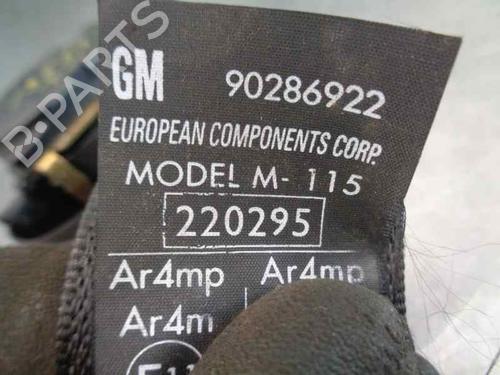 GM 90286922
EUROPEAN COMPONENTS CORP.
MODEL M- 115
220295
Ar4mp Ar4mp
Ar4m
B-PARTS